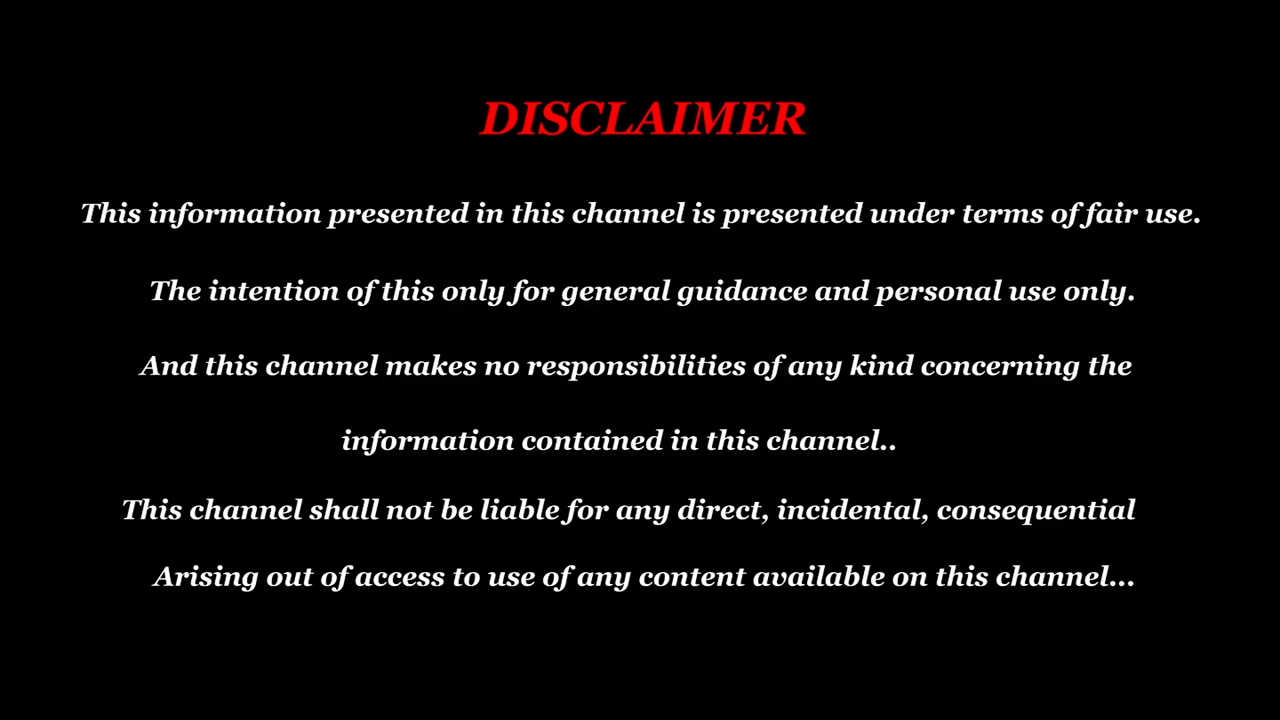 DISCLAIMER
This information presented in this channel is presented under terms of fair use.
The intention of this only for general guidance and personal use only.
And this channel makes no responsibilities of any kind concerning the
information contained in this channel..
This channel shall not be liable for any direct, incidental, consequential
Arising out of access to use of any content available on this channel...